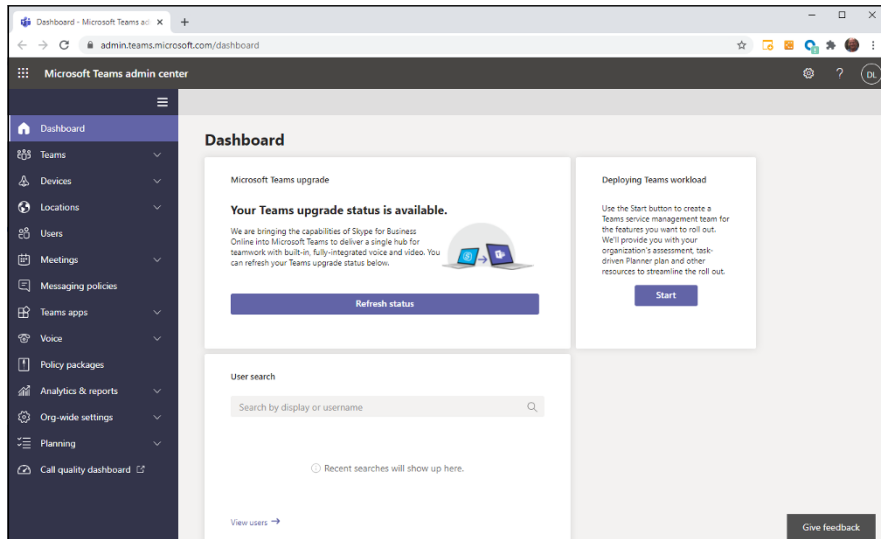 Dashboard - Microsoft Teams ad
admin.teams.microsoft.com/dashboard
Microsoft Teams admin center
?
DL
Dashboard
Teams
Devices
Locations
Users
Meetings
Messaging policies
Teams apps
Voice
Policy packages
Analytics & reports
Org-wide settings
Planning
Call quality dashboard
Dashboard
Microsoft Teams upgrade
Your Teams upgrade status is available.
We are bringing the capabilities of Skype for Business
Online into Microsoft Teams to deliver a single hub for
teamwork with built-in, fully-integrated voice and video. You
can refresh your Teams upgrade status below.
Refresh status
Deploying Teams workload
Use the Start button to create a
Teams service management team for
the features you want to roll out.
We'll provide you with your
organization's assessment, task-
driven Planner plan and other
resources to streamline the roll out.
Start
User search
Search by display or username
Recent searches will show up here.
View users
Give feedback